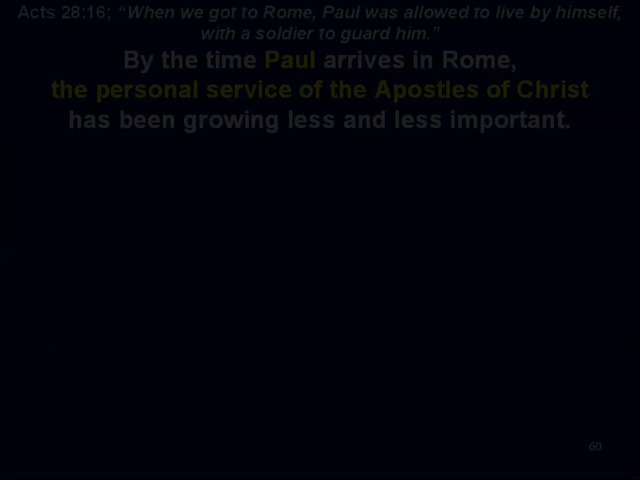 Acts 28:16; “When we got to Rome, Paul was allowed to live by himself,
with a soldier to guard him.”
By the time Paul arrives in Rome,
the personal service of the Apostles of Christ
has been growing less and less important.
60